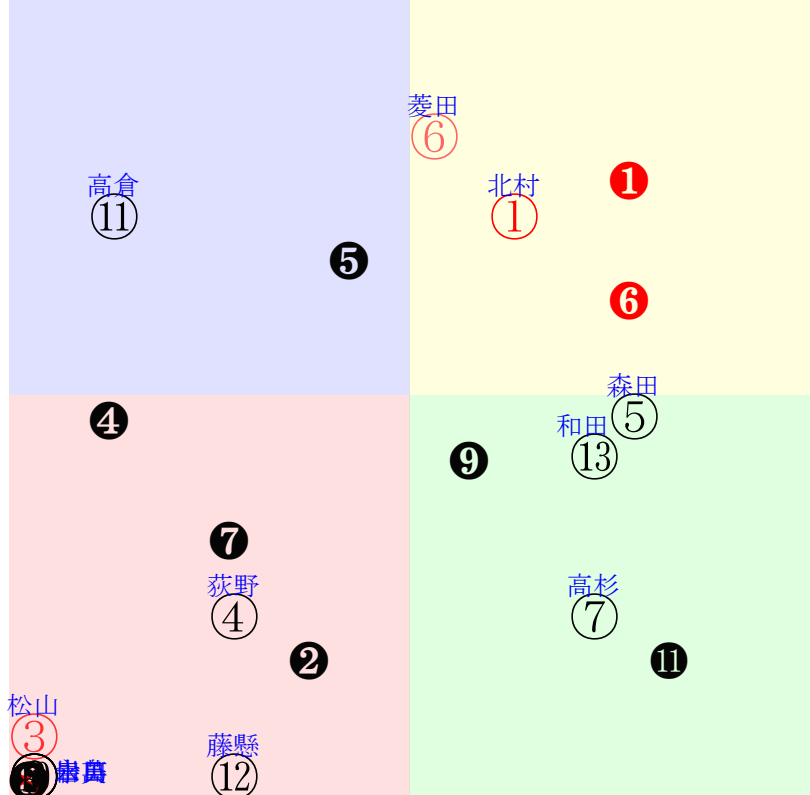 菱田
⑥
高倉
北村
❶
⑪
①
❺
❻
森田
❹
⑤
和田
❾
⑬
❼
荻野
高杉
④
⑦
❷
⓫
松山
③
藤懸
⑫